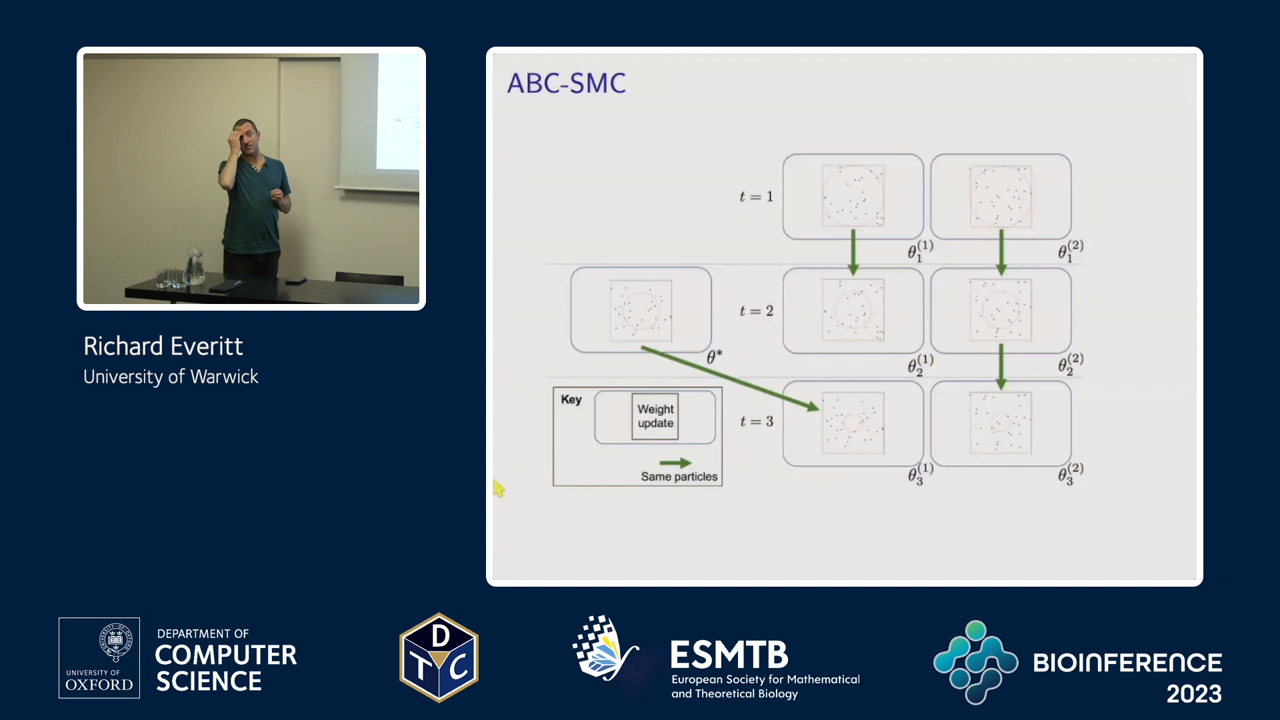 ABC-SMC
t = 1
θ₁⁽¹⁾
θ₁⁽²⁾
t = 2
θ*
θ₂⁽¹⁾
θ₂⁽²⁾
Key
Weight
update
Same particles
t = 3
θ₃⁽¹⁾
θ₃⁽²⁾
Richard Everitt
University of Warwick
UNIVERSITY OF
OXFORD
DEPARTMENT OF
COMPUTER
SCIENCE
D
T C
ESMTB
European Society for Mathematical
and Theoretical Biology
BIOINFERENCE
2023